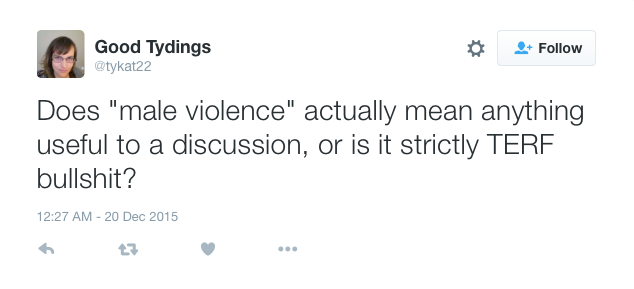 Good Tydings
@tykat22
Follow
Does "male violence" actually mean anything
useful to a discussion, or is it strictly TERF
bullshit?
12:27 AM - 20 Dec 2015